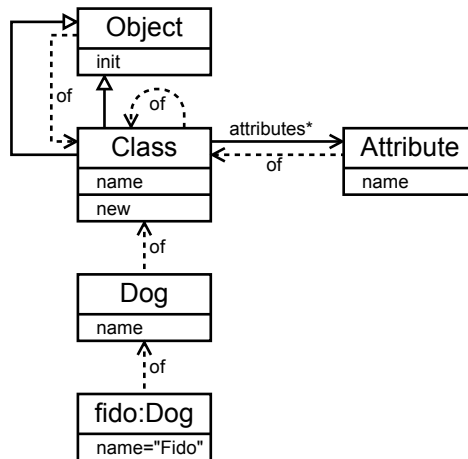 Object
init
of
of
Class
name
new
attributes*
of
Attribute
name
of
Dog
name
of
fido:Dog
name="Fido"